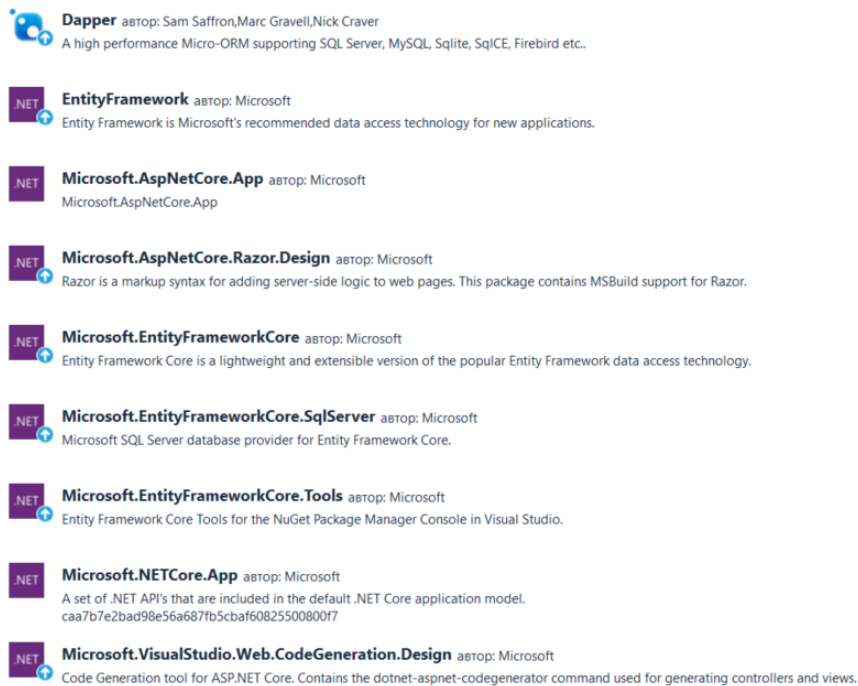 Dapper автор: Sam Saffron,Marc Gravell,Nick Craver
A high performance Micro-ORM supporting SQL Server, MySQL, Sqlite, SqlCE, Firebird etc..
.NET EntityFramework автор: Microsoft
Entity Framework is Microsoft's recommended data access technology for new applications.
.NET Microsoft.AspNetCore.App автор: Microsoft
Microsoft.AspNetCore.App
.NET Microsoft.AspNetCore.Razor.Design автор: Microsoft
Razor is a markup syntax for adding server-side logic to web pages. This package contains MSBuild support for Razor.
.NET Microsoft.EntityFrameworkCore автор: Microsoft
Entity Framework Core is a lightweight and extensible version of the popular Entity Framework data access technology.
.NET Microsoft.EntityFrameworkCore.SqlServer автор: Microsoft
Microsoft SQL Server database provider for Entity Framework Core.
.NET Microsoft.EntityFrameworkCore.Tools автор: Microsoft
Entity Framework Core Tools for the NuGet Package Manager Console in Visual Studio.
.NET Microsoft.NETCore.App автор: Microsoft
A set of .NET API's that are included in the default .NET Core application model.
caa7b7e2bad98e56a687fb5cbaf60825500800f7
.NET Microsoft.VisualStudio.Web.CodeGeneration.Design автор: Microsoft
Code Generation tool for ASP.NET Core. Contains the dotnet-aspnet-codegenerator command used for generating controllers and views.